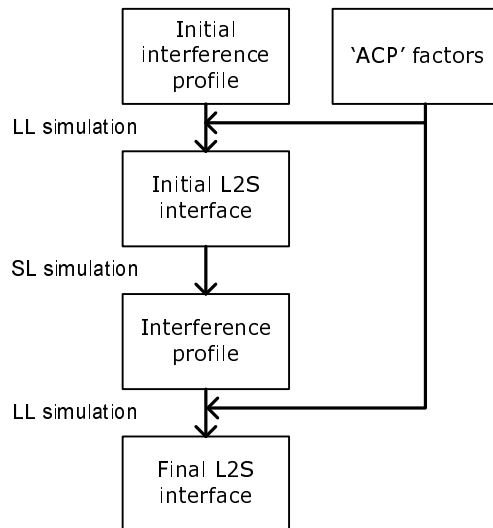 Initial
interference
profile
‘ACP’ factors
LL simulation
Initial L2S
interface
SL simulation
Interference
profile
LL simulation
Final L2S
interface